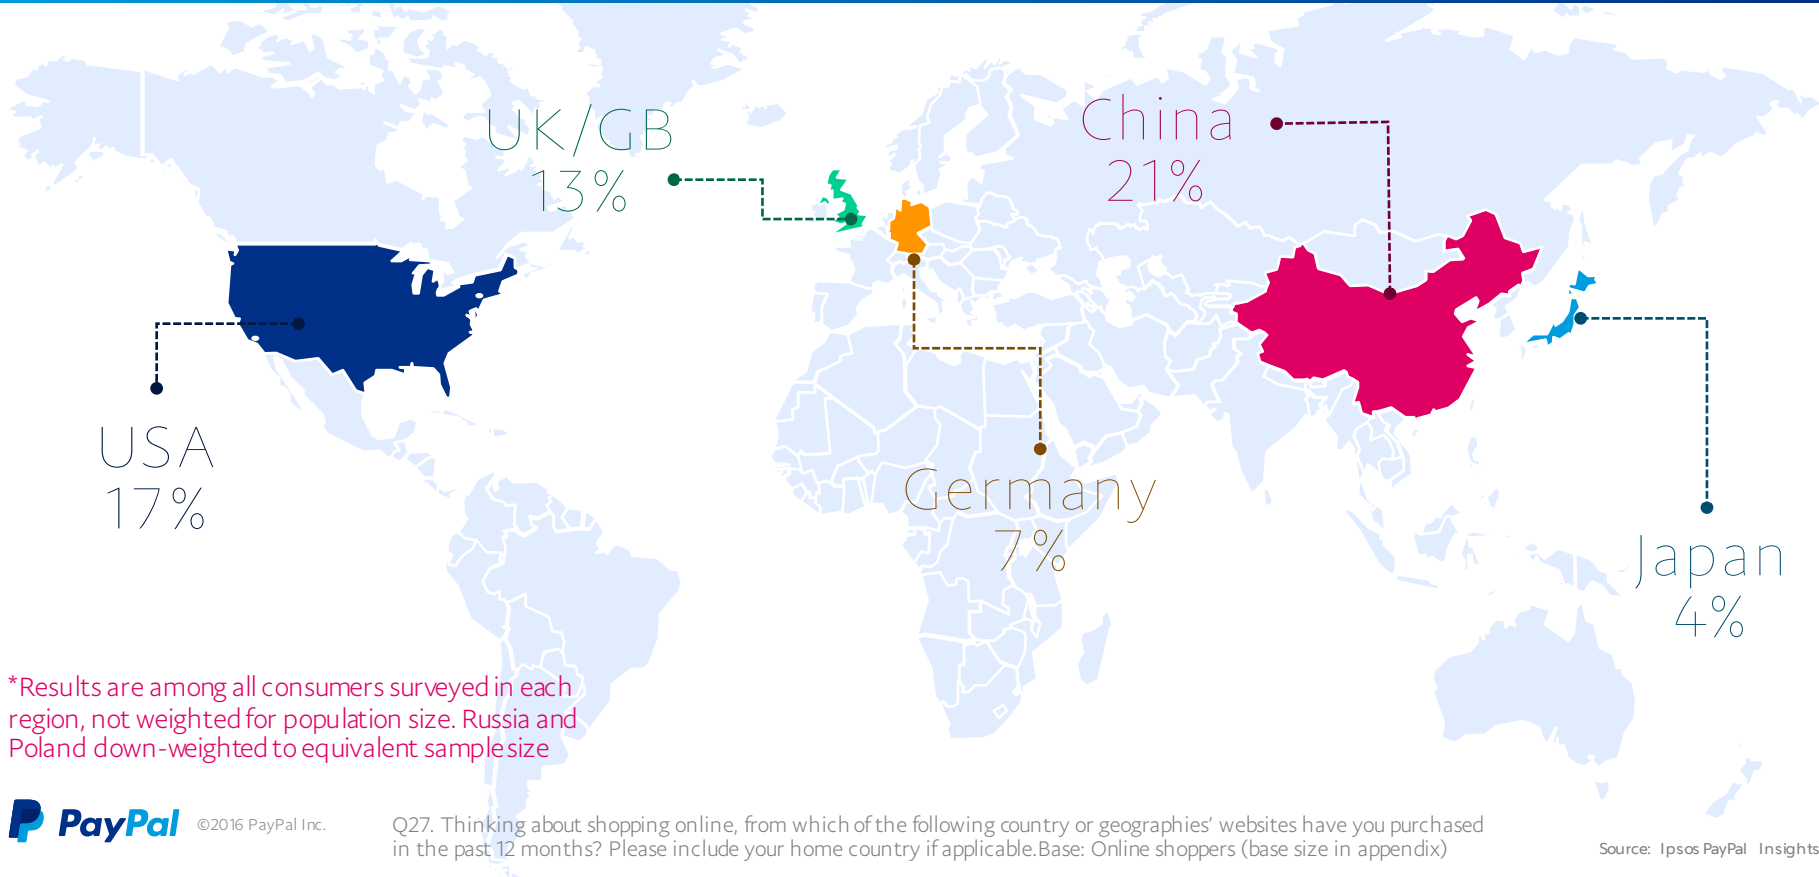 UK/GB
13%
China
21%
USA
17%
Germany
7%
Japan
4%
*Results are among all consumers surveyed in each
region, not weighted for population size. Russia and
Poland down-weighted to equivalent sample size
PayPal
©2016 PayPal Inc.
Q27. Thinking about shopping online, from which of the following country or geographies’ websites have you purchased
in the past 12 months? Please include your home country if applicable.Base: Online shoppers (base size in appendix)
Source: Ipsos PayPal Insights